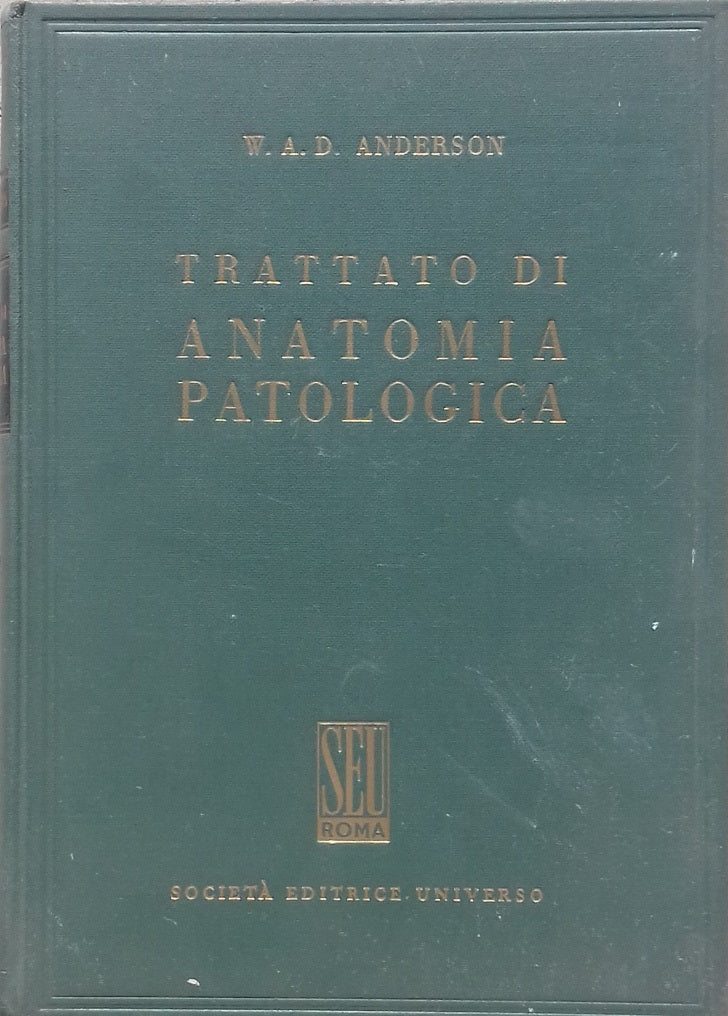 W. A. D. ANDERSON
TRATTATO DI
ANATOMIA
PATOLOGICA
SEU
ROMA
SOCIETÀ EDITRICE UNIVERSO